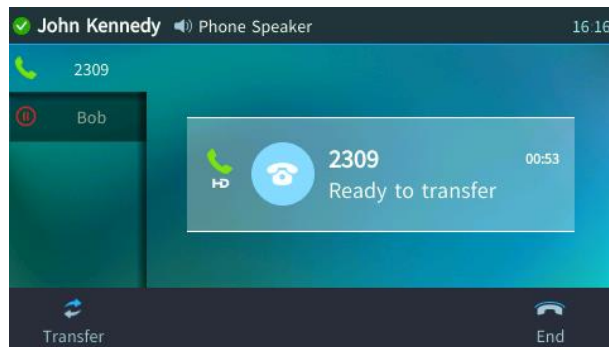 John Kennedy Phone Speaker 16:16
2309
Bob
2309 00:53
HD
Ready to transfer
Transfer End